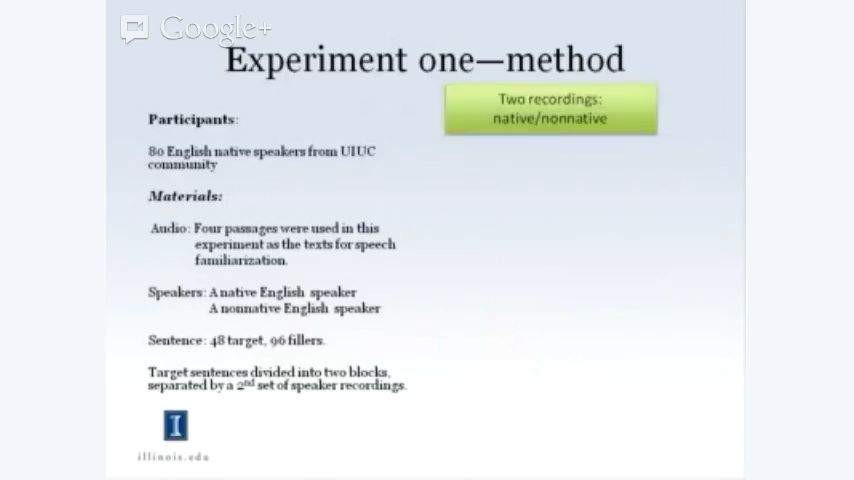 Google+
Experiment one—method
Two recordings:
native/nonnative
Participants:
80 English native speakers from UIUC
community
Materials:
Audio: Four passages were used in this
experiment as the texts for speech
familiarization.
Speakers: A native English speaker
A nonnative English speaker
Sentence: 48 target, 96 fillers.
Target sentences divided into two blocks,
separated by a 2nd set of speaker recordings.
I
illinois.edu